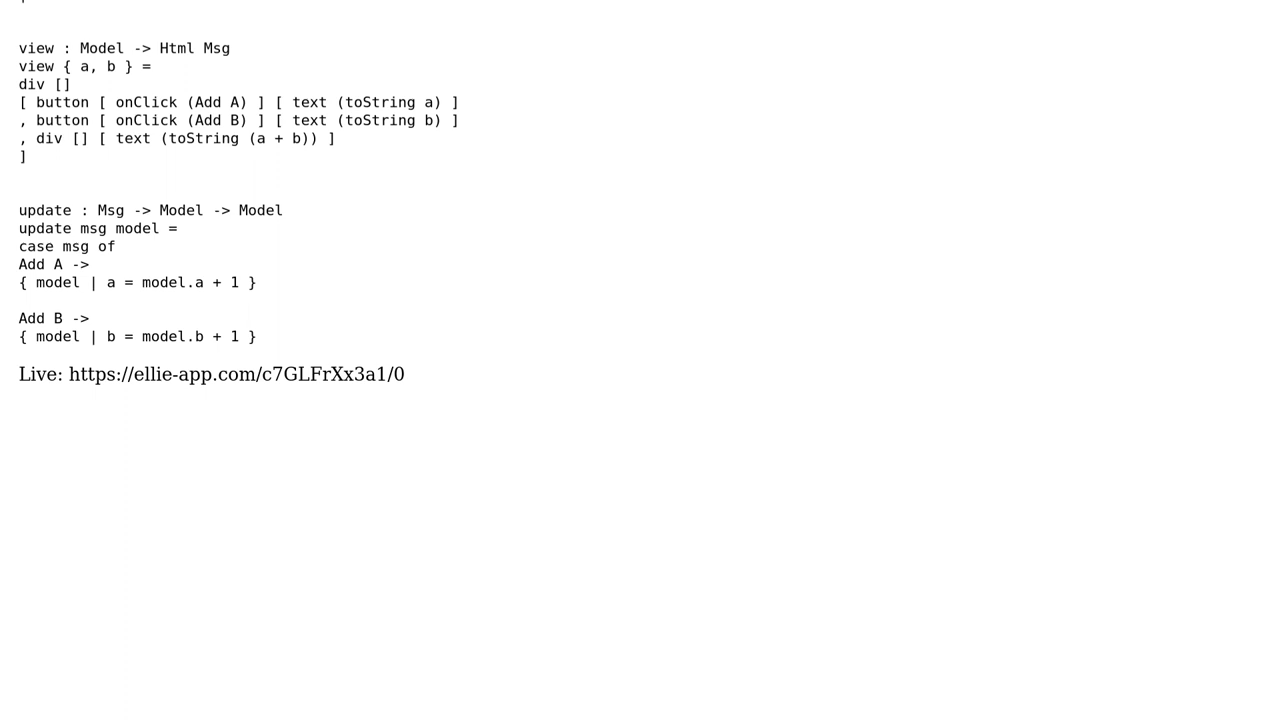 view : Model -> Html Msg
view { a, b } =
div []
[ button [ onClick (Add A) ] [ text (toString a) ]
, button [ onClick (Add B) ] [ text (toString b) ]
, div [] [ text (toString (a + b)) ]
]
update : Msg -> Model -> Model
update msg model =
case msg of
Add A ->
{ model | a = model.a + 1 }
Add B ->
{ model | b = model.b + 1 }
Live: https://ellie-app.com/c7GLFrXx3a1/0